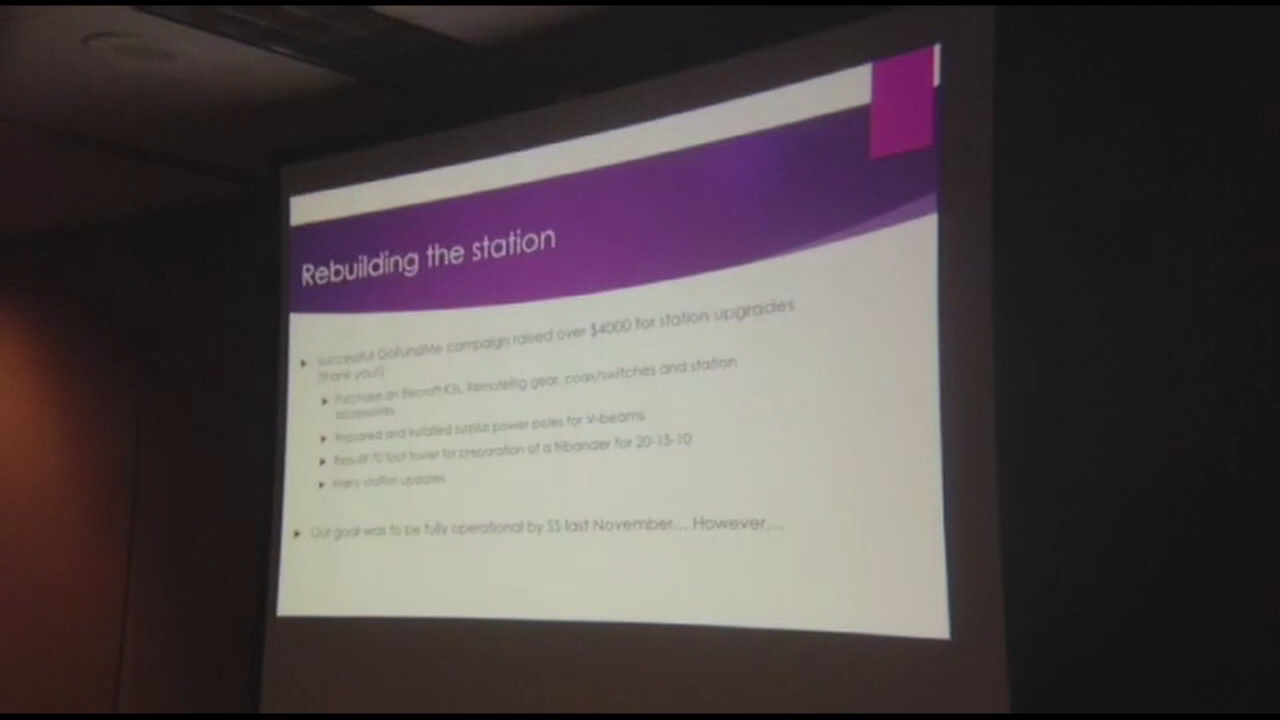 Rebuilding the station
Successful GoFundMe campaign raised over $4000 for station upgrades
(thank you!)
Purchase an Elecraft K3s, RemoteRig gear, coax/switches and station
accessories
Prepared and installed surplus power poles for V-beams
Rebuilt 70 foot tower for preparation of a tribander for 20-15-10
Many station updates
Our goal was to be fully operational by SS last November... However...